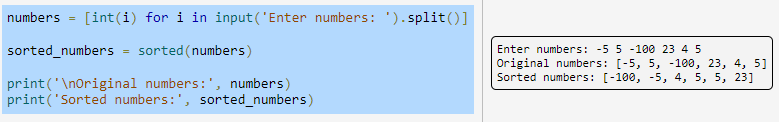 numbers = [int(i) for i in input('Enter numbers: ').split()]
sorted_numbers = sorted(numbers)
print('\nOriginal numbers:', numbers)
print('Sorted numbers:', sorted_numbers)
Enter numbers: -5 5 -100 23 4 5
Original numbers: [-5, 5, -100, 23, 4, 5]
Sorted numbers: [-100, -5, 4, 5, 5, 23]